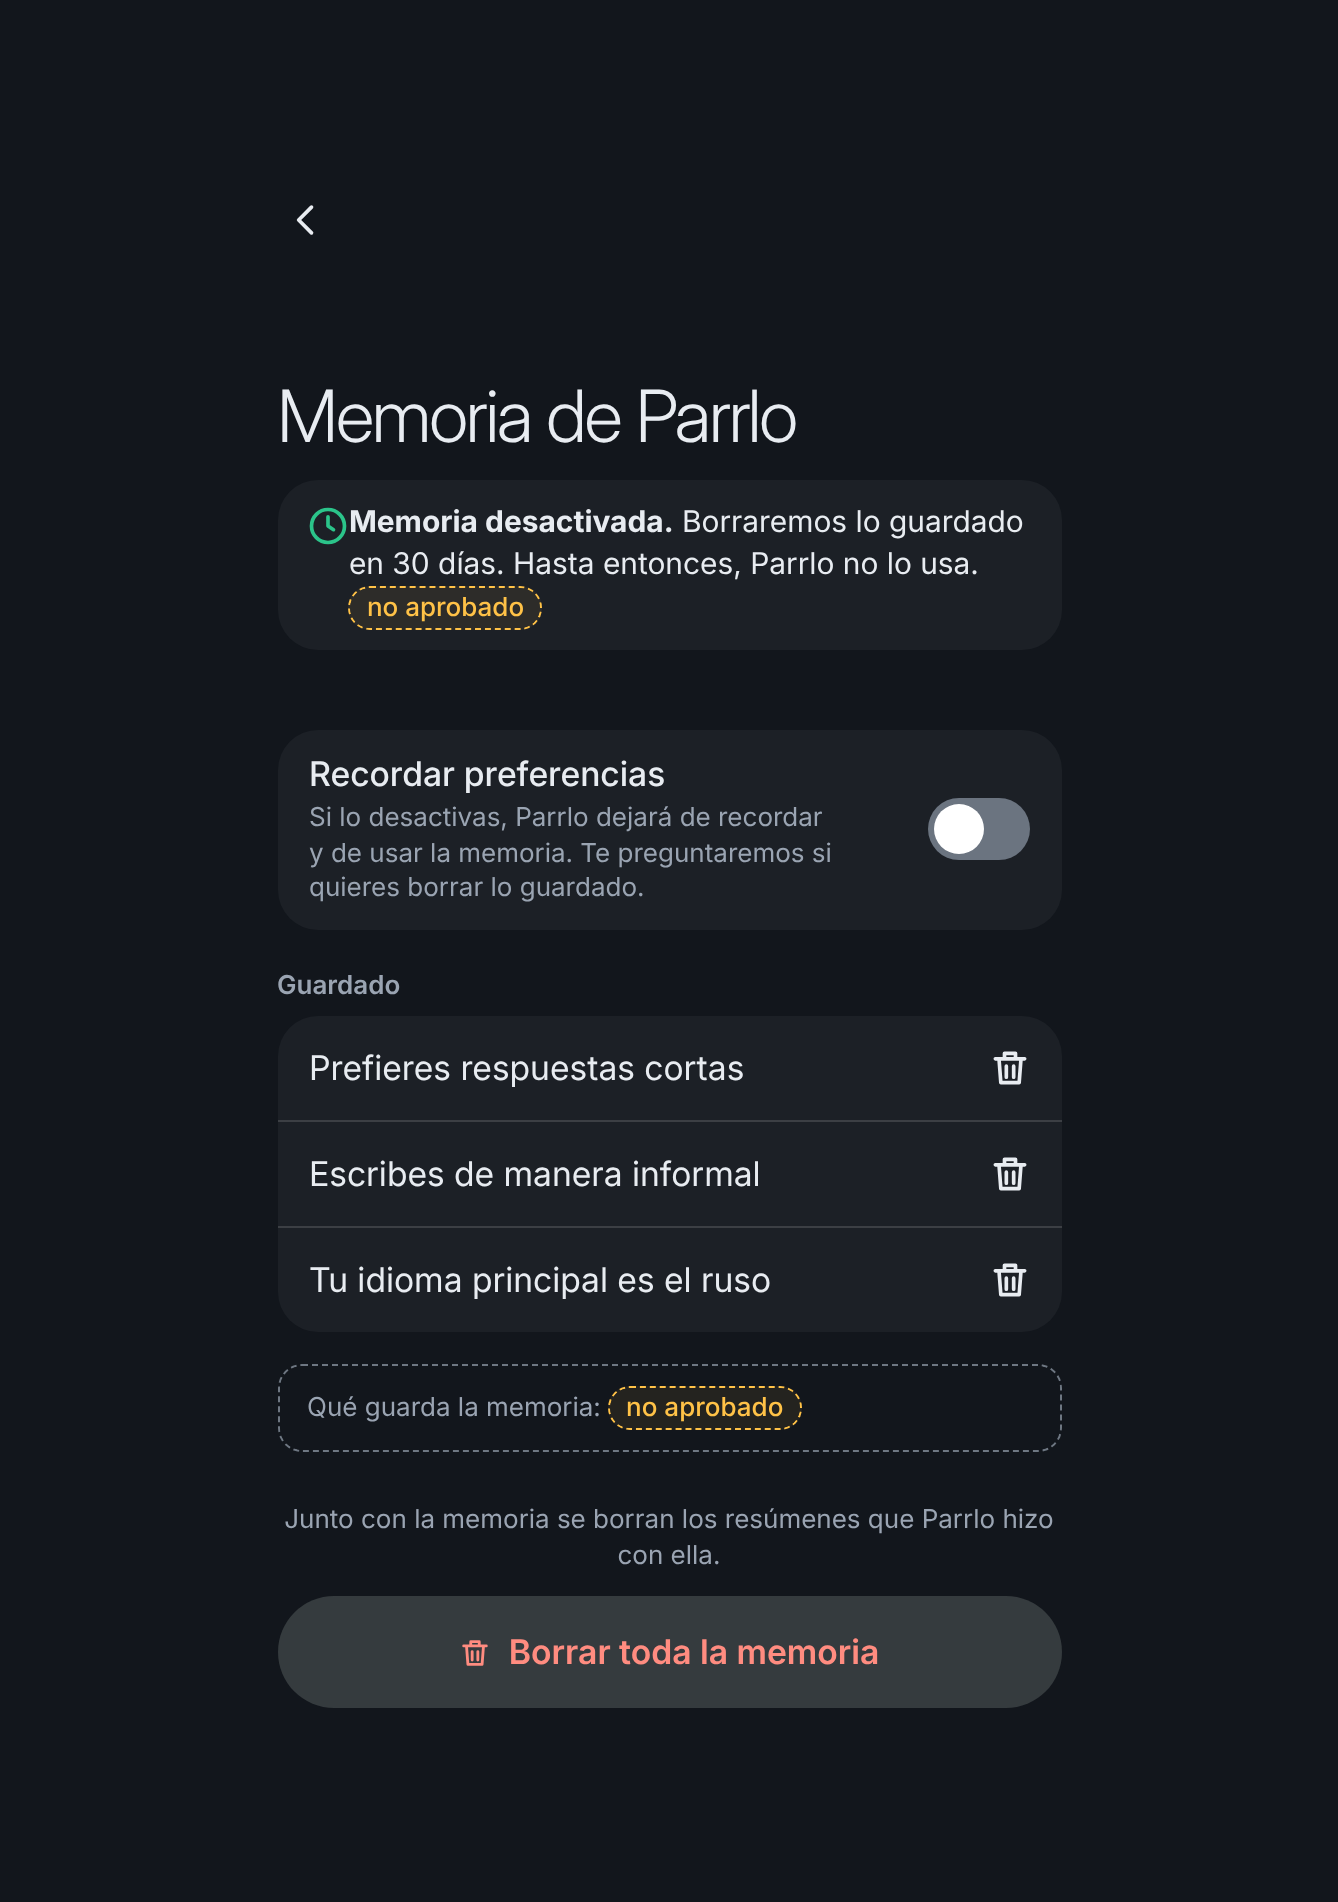 Memoria de Parrlo
Memoria desactivada. Borraremos lo guardado
en 30 días. Hasta entonces, Parrlo no lo usa.
no aprobado
Recordar preferencias
Si lo desactivas, Parrlo dejará de recordar
y de usar la memoria. Te preguntaremos si
quieres borrar lo guardado.
Guardado
Prefieres respuestas cortas
Escribes de manera informal
Tu idioma principal es el ruso
Qué guarda la memoria: no aprobado
Junto con la memoria se borran los resúmenes que Parrlo hizo
con ella.
Borrar toda la memoria